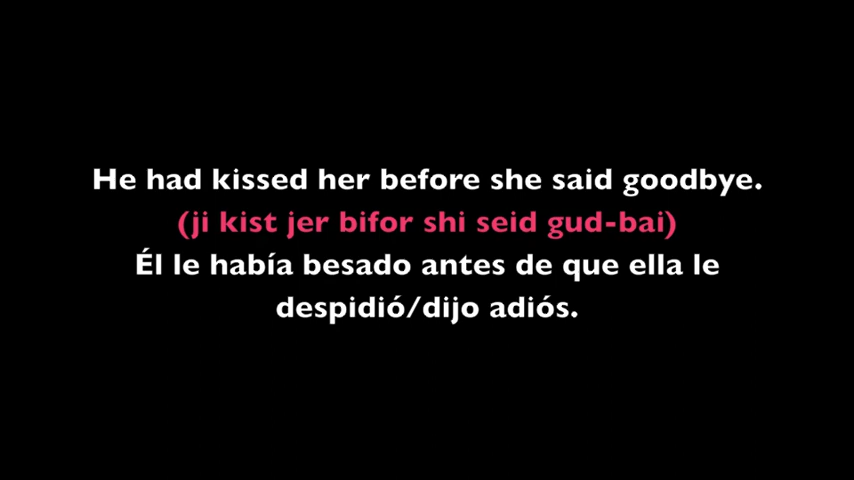 He had kissed her before she said goodbye.
(ji kist jer bifor shi seid gud-bai)
Él le había besado antes de que ella le
despidió/dijo adiós.